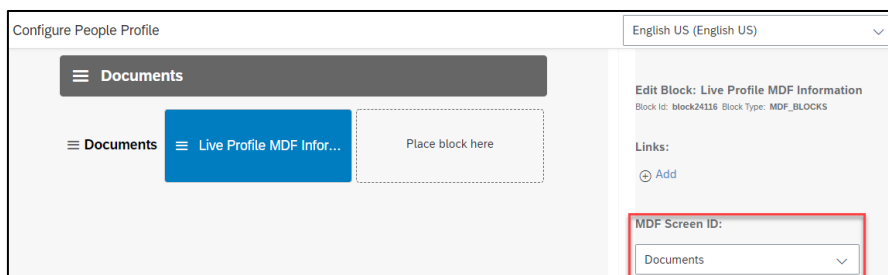 Configure People Profile
English US (English US)
Documents
Edit Block: Live Profile MDF Information
Block Id: block24116 Block Type: MDF_BLOCKS
Documents
Live Profile MDF Infor...
Place block here
Links:
Add
MDF Screen ID:
Documents